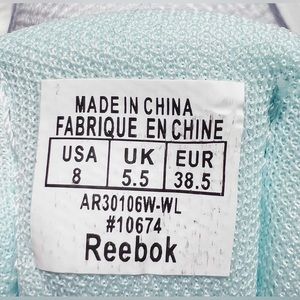 MADE IN CHINA
FABRIQUE EN CHINE
USA UK EUR
8 5.5 38.5
AR30106W-WL
#10674
Reebok